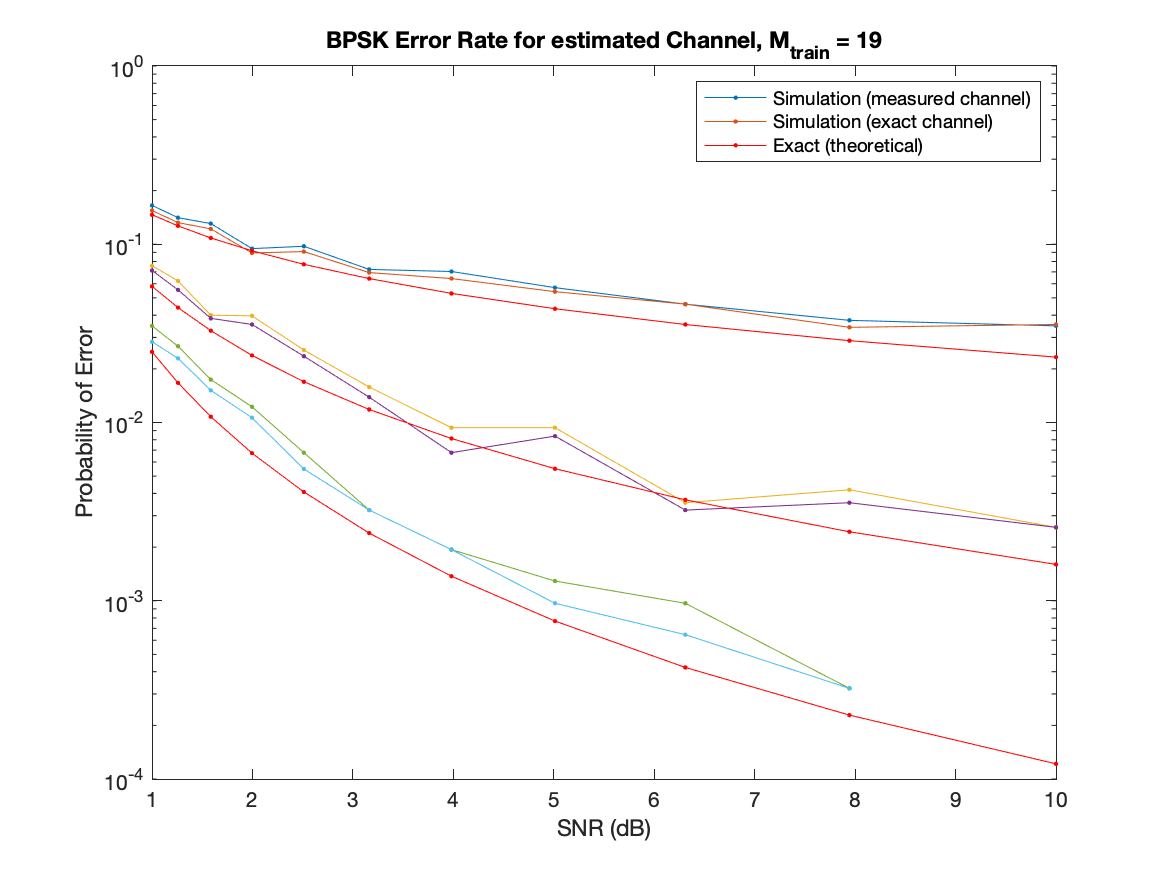 BPSK Error Rate for estimated Channel, M_train = 19
10^0
10^-1
10^-2
10^-3
10^-4
Probability of Error
Simulation (measured channel)
Simulation (exact channel)
Exact (theoretical)
1 2 3 4 5 6 7 8 9 10
SNR (dB)